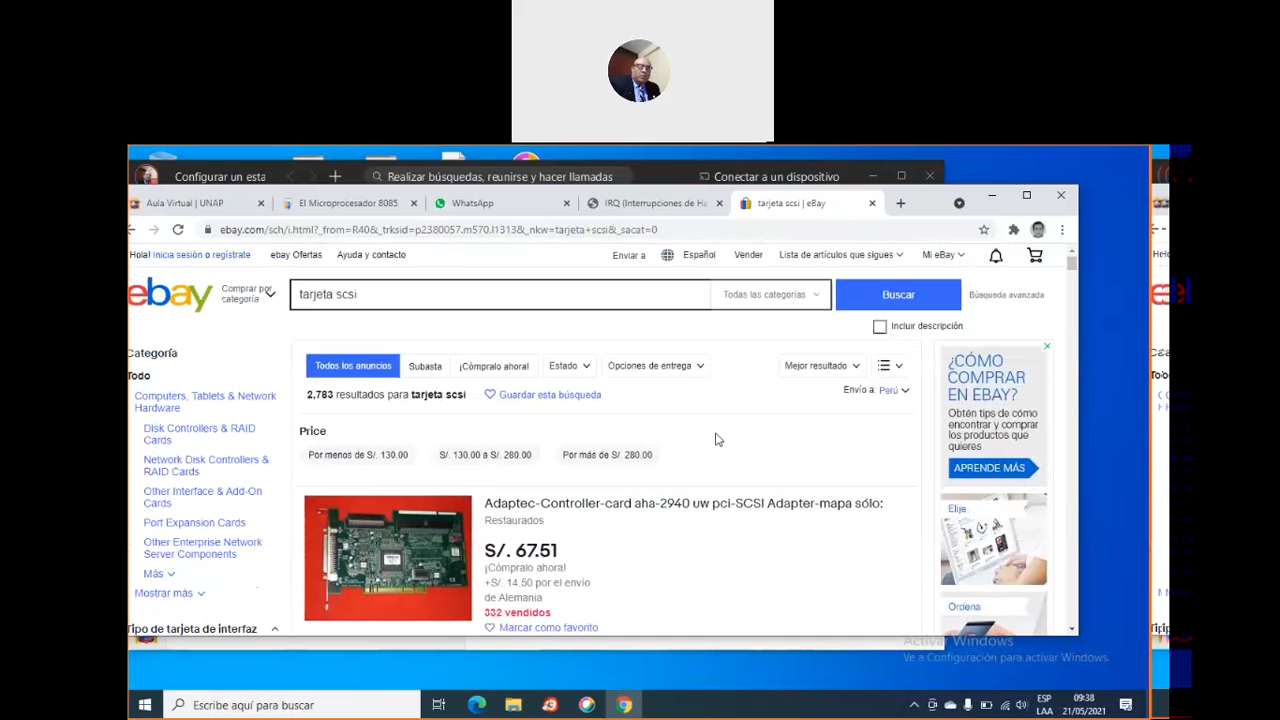 Configurar un esta
Realizar búsquedas, reunirse y hacer llamadas
Conectar a un dispositivo
Aula Virtual | UNAP
El Microprocesador 8085
WhatsApp
IRQ (Interrupciones de Ha
tarjeta scsi | eBay
ebay.com/sch/i.html?_from=R40&_trksid=p2380057.m570.l1313&_nkw=tarjeta+scsi&_sacat=0
Hola! Inicia sesión o regístrate
ebay Ofertas
Ayuda y contacto
Enviar a
Español
Vender
Lista de artículos que sigues
Mi eBay
ebay
Comprar por
categoría
tarjeta scsi
Todas las categorías
Buscar
Búsqueda avanzada
Incluir descripción
Categoría
Todo
Computers, Tablets & Network
Hardware
Disk Controllers & RAID
Cards
Network Disk Controllers &
RAID Cards
Other Interface & Add-On
Cards
Port Expansion Cards
Other Enterprise Network
Server Components
Más
Mostrar más
Tipo de tarjeta de interfaz
Todos los anuncios
Subasta
¡Cómpralo ahora!
Estado
Opciones de entrega
Mejor resultado
2,783 resultados para tarjeta scsi
Guardar esta búsqueda
Envío a: Perú
Price
Por menos de S/. 130.00
S/. 130.00 a S/. 280.00
Por más de S/. 280.00
Adaptec-Controller-card aha-2940 uw pci-SCSI Adapter-mapa sólo:
Restaurados
S/. 67.51
¡Cómpralo ahora!
+S/. 14.50 por el envío
de Alemania
332 vendidos
Marcar como favorito
¿CÓMO
COMPRAR
EN EBAY?
Obtén tips de cómo
encontrar y comprar
los productos que
quieres
APRENDE MÁS
Elije
Ordena
Activar Windows
Ve a Configuración para activar Windows.
Escribe aquí para buscar
ESP
LAA
09:38
21/05/2021